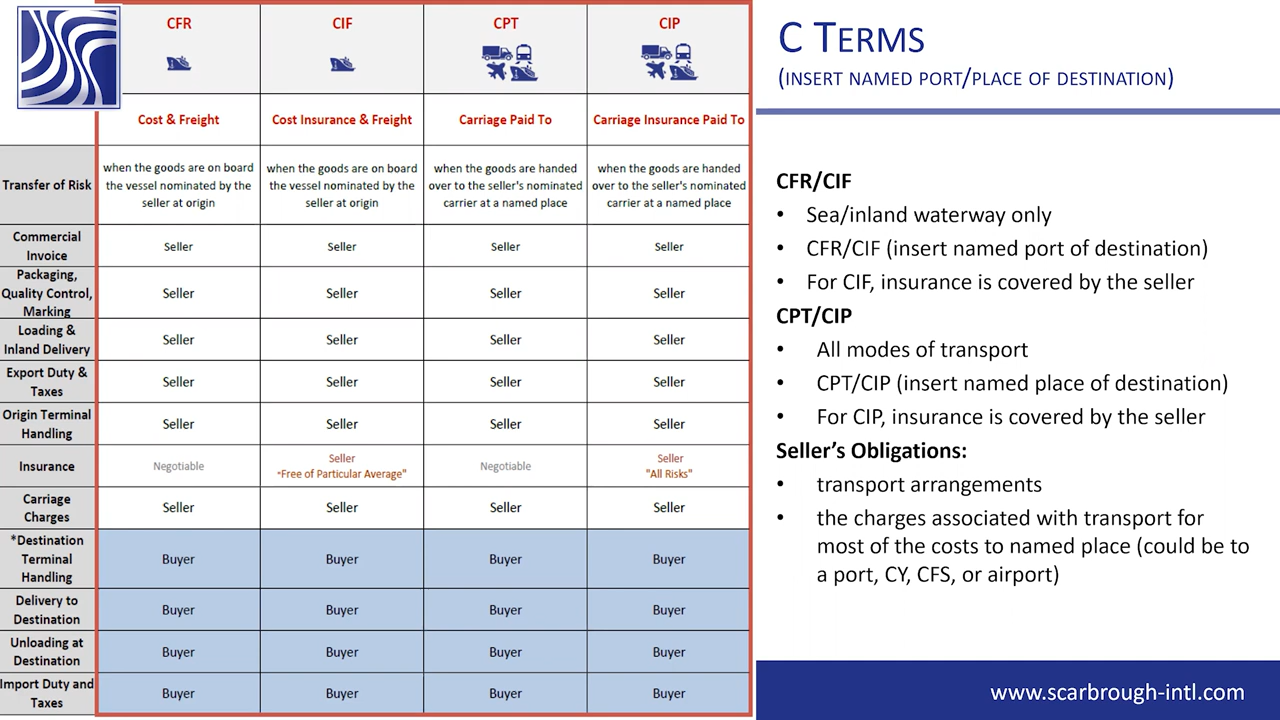 CFR CIF CPT CIP
Cost & Freight Cost Insurance & Freight Carriage Paid To Carriage Insurance Paid To
Transfer of Risk
when the goods are on board
the vessel nominated by the
seller at origin
when the goods are on board
the vessel nominated by the
seller at origin
when the goods are handed
over to the seller's nominated
carrier at a named place
when the goods are handed
over to the seller's nominated
carrier at a named place
Commercial
Invoice
Seller Seller Seller Seller
Packaging,
Quality Control,
Marking
Seller Seller Seller Seller
Loading &
Inland Delivery
Seller Seller Seller Seller
Export Duty &
Taxes
Seller Seller Seller Seller
Origin Terminal
Handling
Seller Seller Seller Seller
Insurance
Negotiable
Seller
"Free of Particular Average"
Negotiable
Seller
"All Risks"
Carriage
Charges
Seller Seller Seller Seller
*Destination
Terminal
Handling
Buyer Buyer Buyer Buyer
Delivery to
Destination
Buyer Buyer Buyer Buyer
Unloading at
Destination
Buyer Buyer Buyer Buyer
Import Duty and
Taxes
Buyer Buyer Buyer Buyer
C TERMS
(INSERT NAMED PORT/PLACE OF DESTINATION)
CFR/CIF
• Sea/inland waterway only
• CFR/CIF (insert named port of destination)
• For CIF, insurance is covered by the seller
CPT/CIP
• All modes of transport
• CPT/CIP (insert named place of destination)
• For CIP, insurance is covered by the seller
Seller's Obligations:
• transport arrangements
• the charges associated with transport for
most of the costs to named place (could be to
a port, CY, CFS, or airport)
www.scarbrough-intl.com